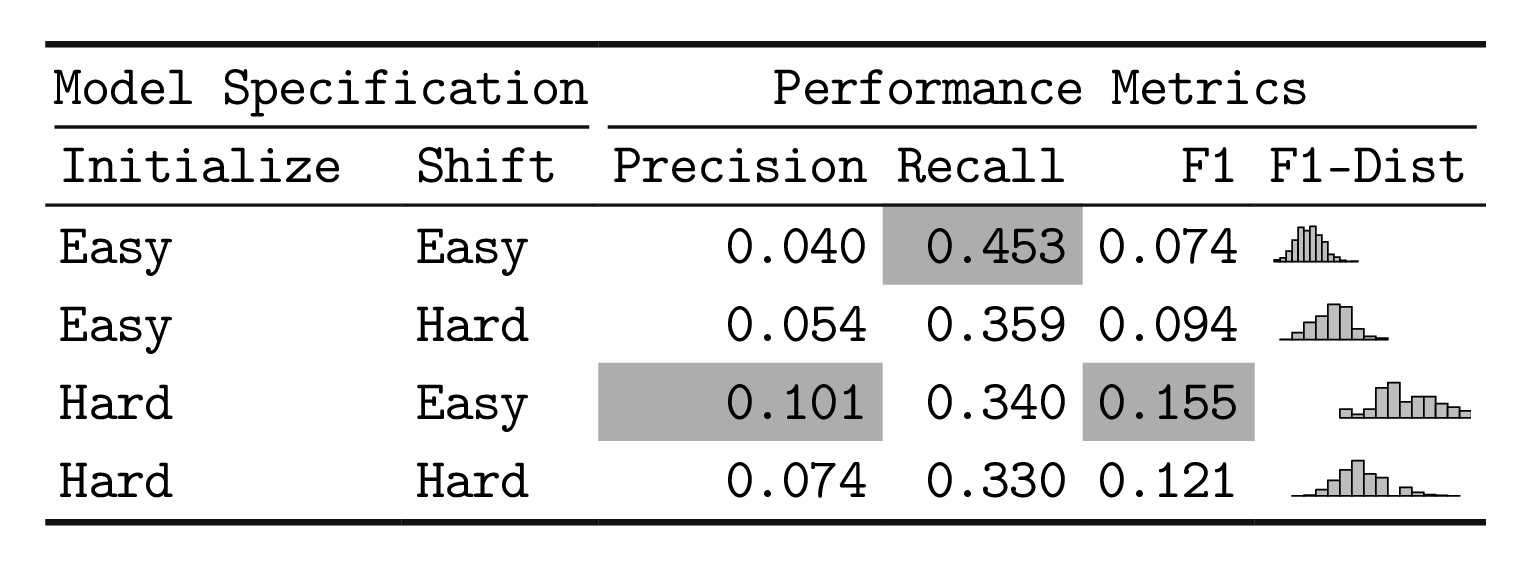 Model Specification Performance Metrics
Initialize Shift Precision Recall F1 F1-Dist
Easy Easy 0.040 0.453 0.074
Easy Hard 0.054 0.359 0.094
Hard Easy 0.101 0.340 0.155
Hard Hard 0.074 0.330 0.121